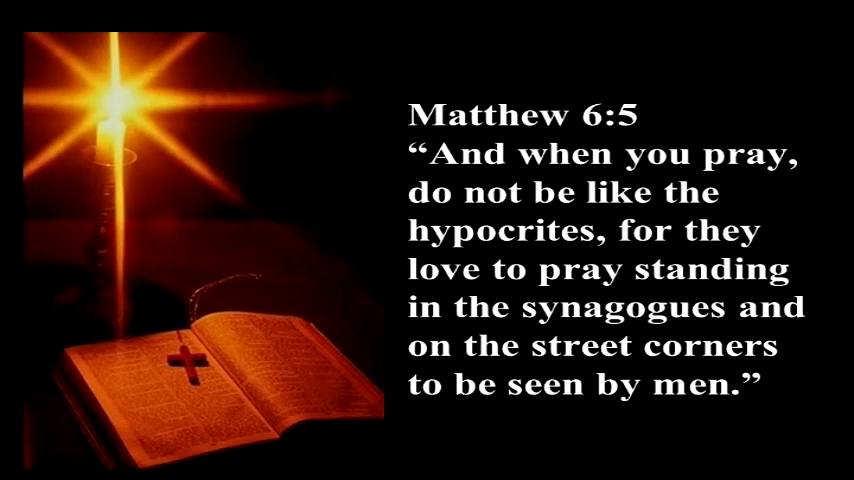 Matthew 6:5
“And when you pray,
do not be like the
hypocrites, for they
love to pray standing
in the synagogues and
on the street corners
to be seen by men.”